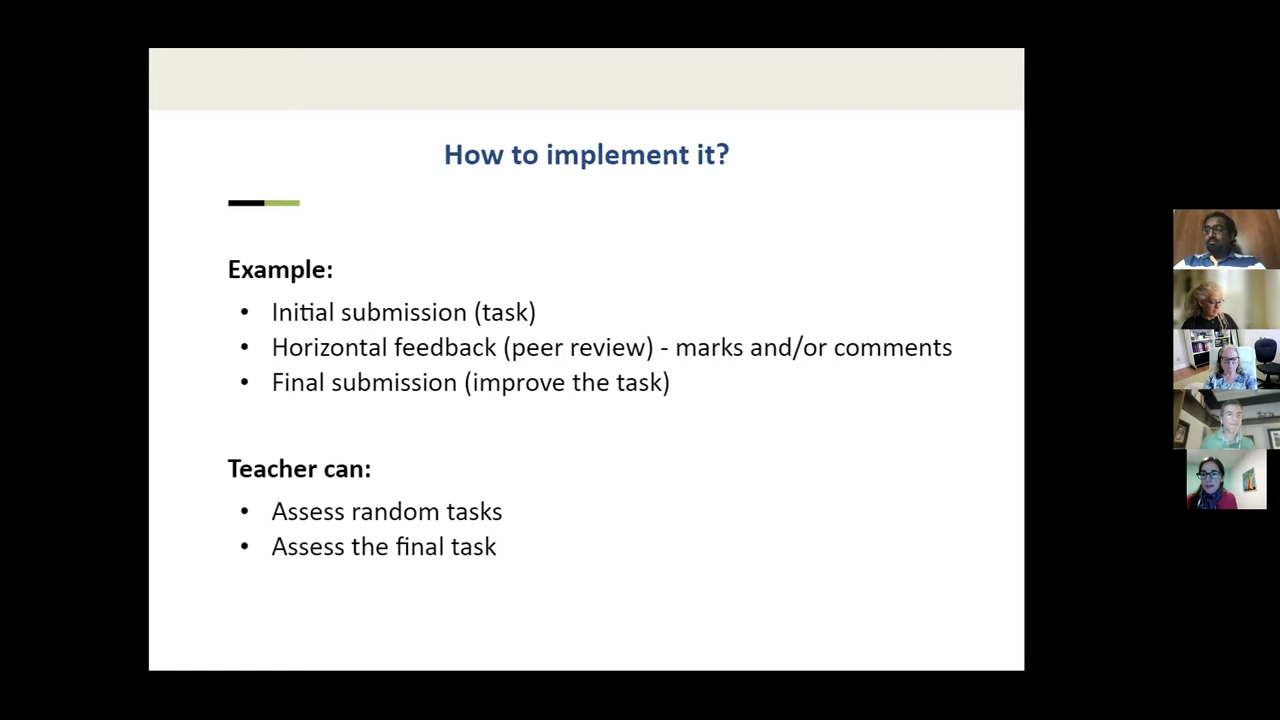 How to implement it?
Example:
• Initial submission (task)
• Horizontal feedback (peer review) - marks and/or comments
• Final submission (improve the task)
Teacher can:
• Assess random tasks
• Assess the final task